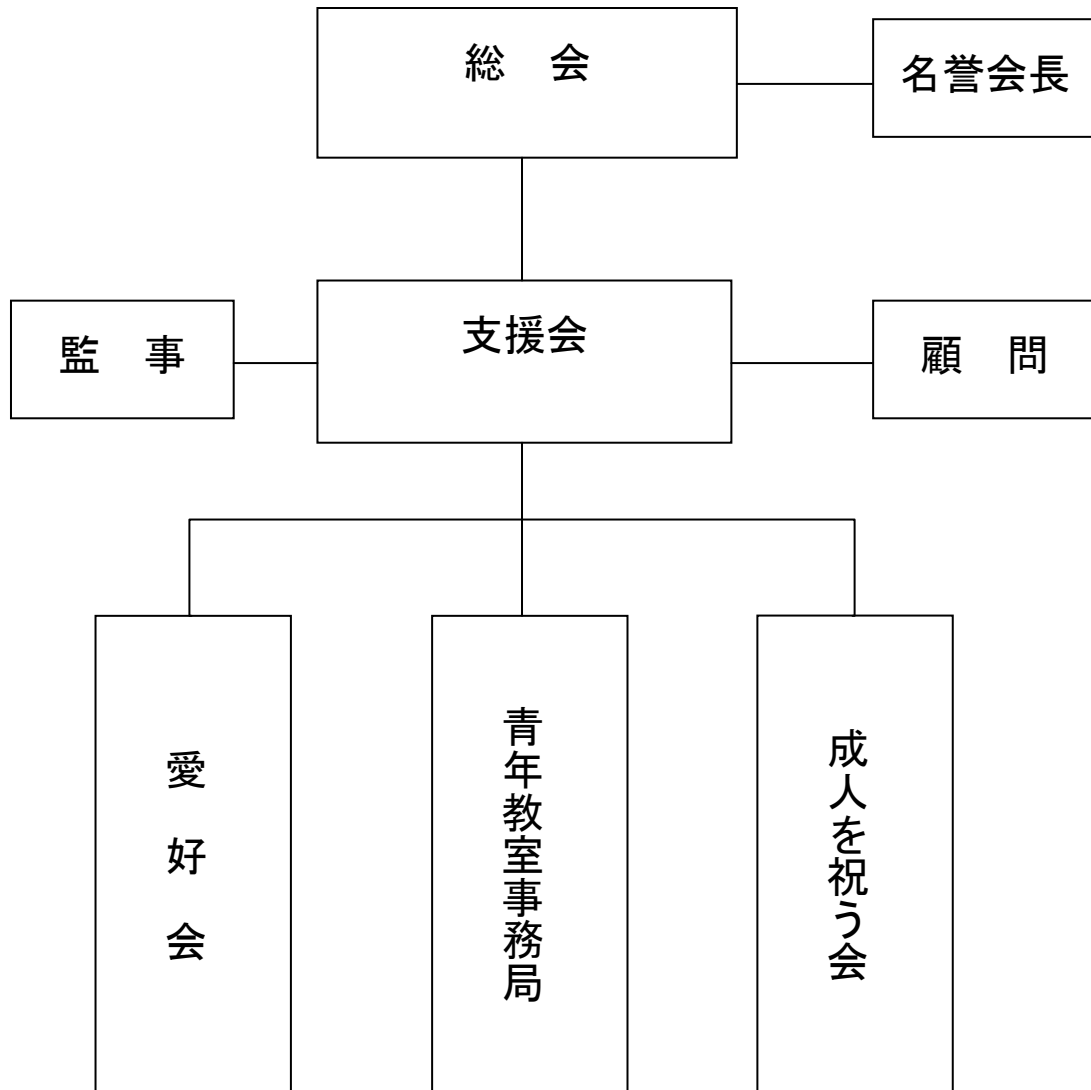 総　会
名誉会長
監　事
支援会
顧　問
愛好会
青年教室事務局
成人を祝う会